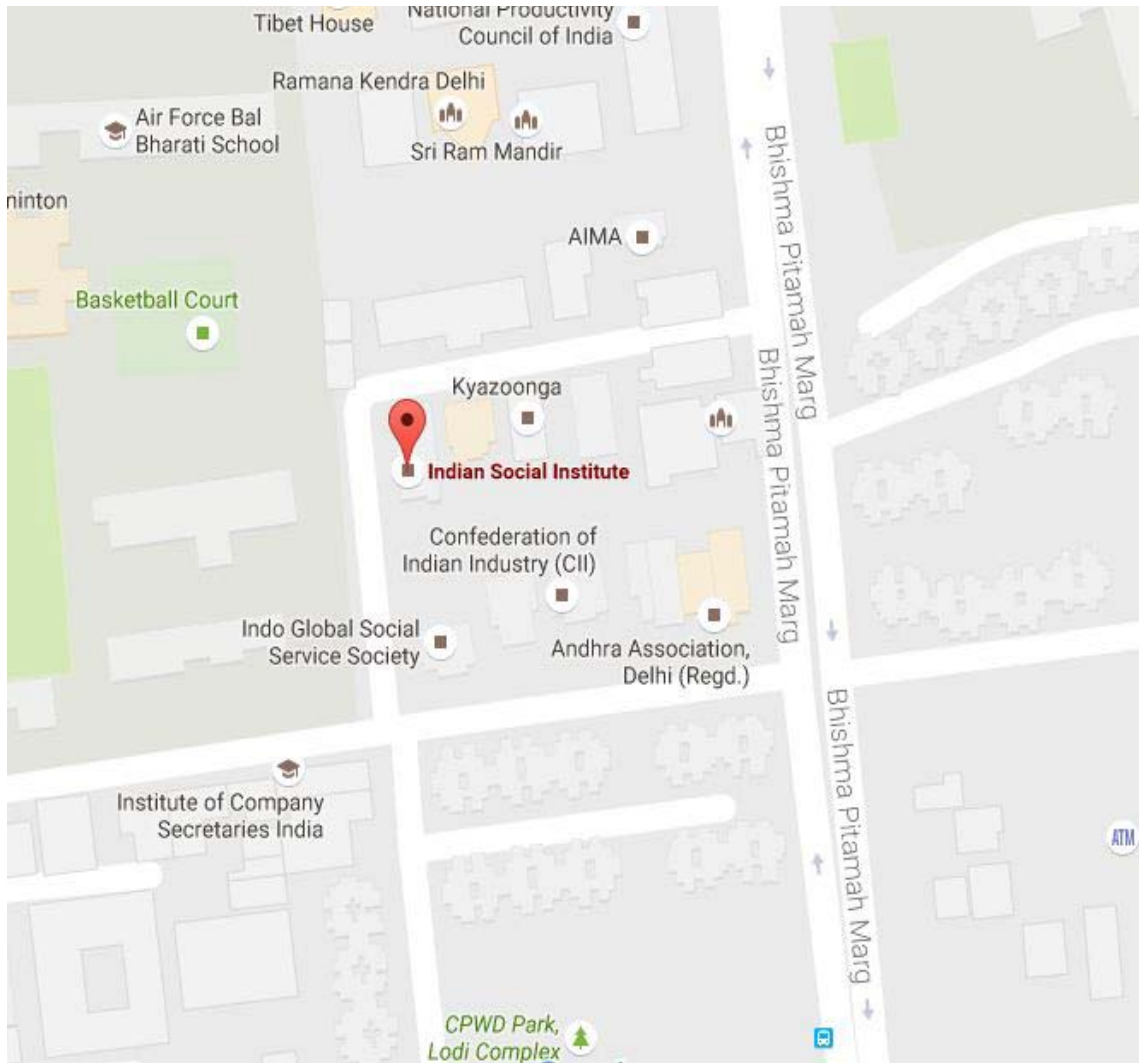 National Productivity
Council of India
Tibet House
Ramana Kendra Delhi
Air Force Bal
Bharati School
Sri Ram Mandir
Bhishma Pitamah Marg
ninton
AIMA
Basketball Court
Bhishma Pitamah Marg
Kyazoonga
Indian Social Institute
Confederation of
Indian Industry (CII)
Indo Global Social
Service Society
Andhra Association,
Delhi (Regd.)
Bhishma Pitamah Marg
Institute of Company
Secretaries India
ATM
CPWD Park,
Lodi Complex